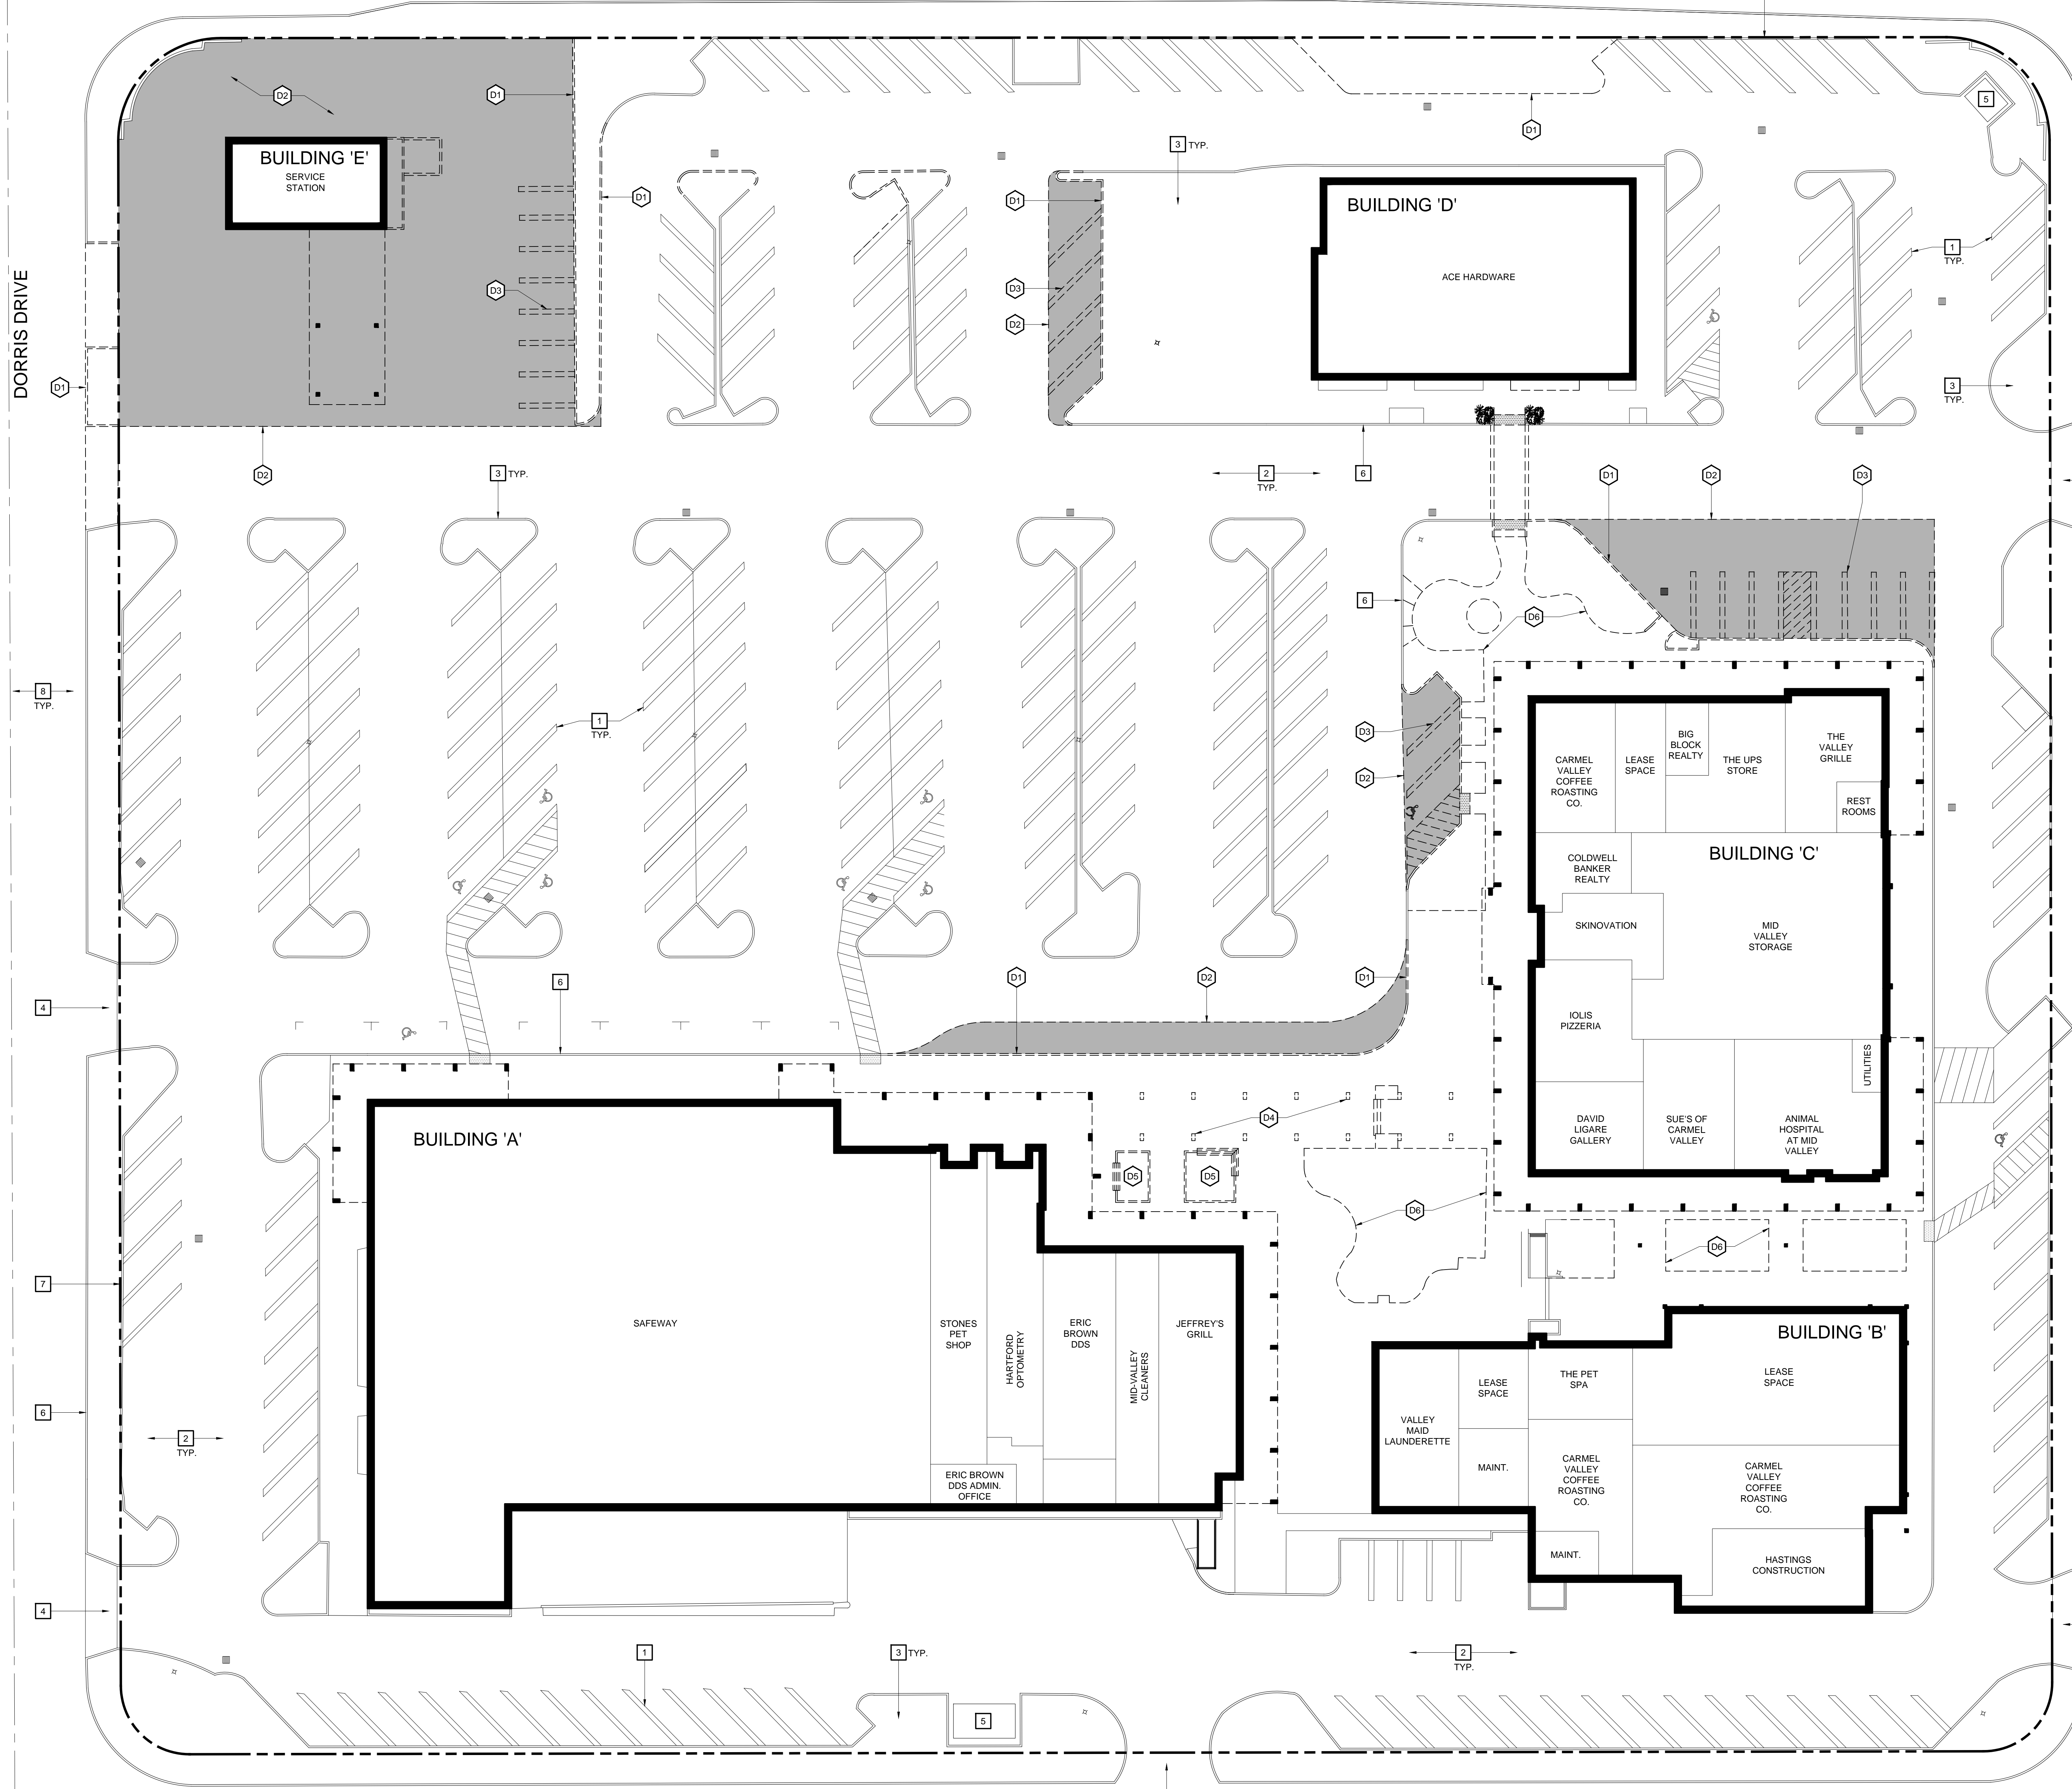 DORRIS DRIVE
D2
D1
BUILDING 'E'
SERVICE
STATION
D1
D3
D1
D2
3 TYP.
D1
D1
D3
D2
BUILDING 'D'
ACE HARDWARE
5
1
TYP.
3
TYP.
3 TYP.
2
TYP.
6
D1
D2
D3
8
TYP.
1
TYP.
6
D6
D3
D2
CARMEL
VALLEY
COFFEE
ROASTING
CO.
LEASE
SPACE
BIG
BLOCK
REALTY
THE UPS
STORE
THE
VALLEY
GRILLE
REST
ROOMS
BUILDING 'C'
COLDWELL
BANKER
REALTY
SKINOVATION
MID
VALLEY
STORAGE
IOLIS
PIZZERIA
UTILITIES
DAVID
LIGARE
GALLERY
SUE'S OF
CARMEL
VALLEY
ANIMAL
HOSPITAL
AT MID
VALLEY
4
6
D1
D2
D1
D4
D5
D5
D6
D6
BUILDING 'A'
SAFEWAY
STONES
PET
SHOP
HARTFORD
OPTOMETRY
ERIC
BROWN
DDS
MID-VALLEY
CLEANERS
JEFFREY'S
GRILL
ERIC BROWN
DDS ADMIN.
OFFICE
7
6
2
TYP.
4
BUILDING 'B'
VALLEY
MAID
LAUNDERETTE
LEASE
SPACE
THE PET
SPA
LEASE
SPACE
MAINT.
CARMEL
VALLEY
COFFEE
ROASTING
CO.
CARMEL
VALLEY
COFFEE
ROASTING
CO.
MAINT.
HASTINGS
CONSTRUCTION
1
3 TYP.
2
TYP.
5